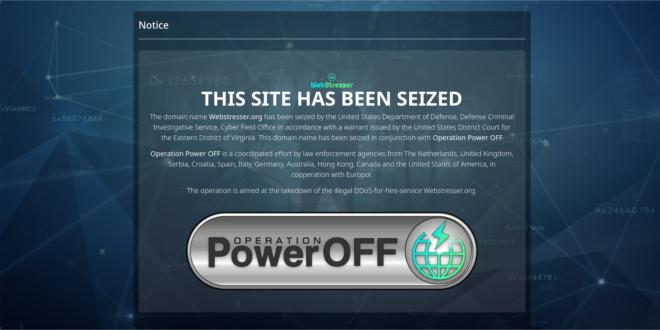 Notice
WebStresser
THIS SITE HAS BEEN SEIZED
The domain name Webstresser.org has been seized by the United States Department of Defense, Defense Criminal
Investigative Service, Cyber Field Office in accordance with a warrant issued by the United States District Court for
the Eastern District of Virginia. This domain name has been seized in conjunction with Operation Power OFF.
Operation Power OFF is a coordinated effort by law enforcement agencies from The Netherlands, United Kingdom,
Serbia, Croatia, Spain, Italy, Germany, Australia, Hong Kong, Canada and the United States of America, in
cooperation with Europol.
The operation is aimed at the takedown of the illegal DDoS-for-hire-service Webstresser.org.
OPERATION
PowerOFF